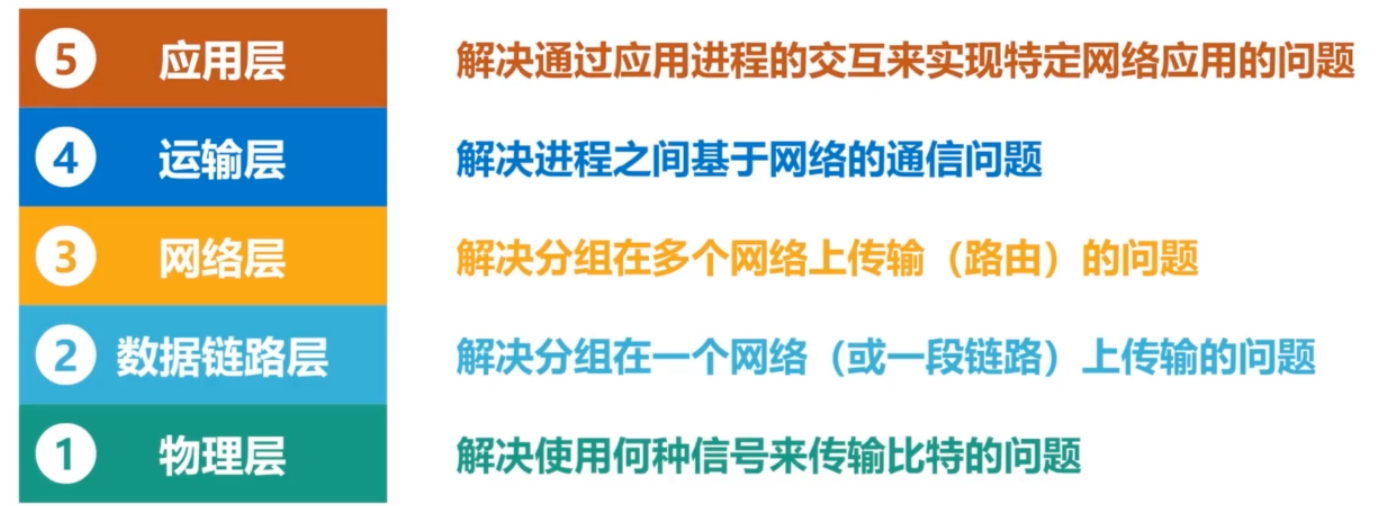 5 应用层 解决通过应用进程的交互来实现特定网络应用的问题
4 运输层 解决进程之间基于网络的通信问题
3 网络层 解决分组在多个网络上传输（路由）的问题
2 数据链路层 解决分组在一个网络（或一段链路）上传输的问题
1 物理层 解决使用何种信号来传输比特的问题